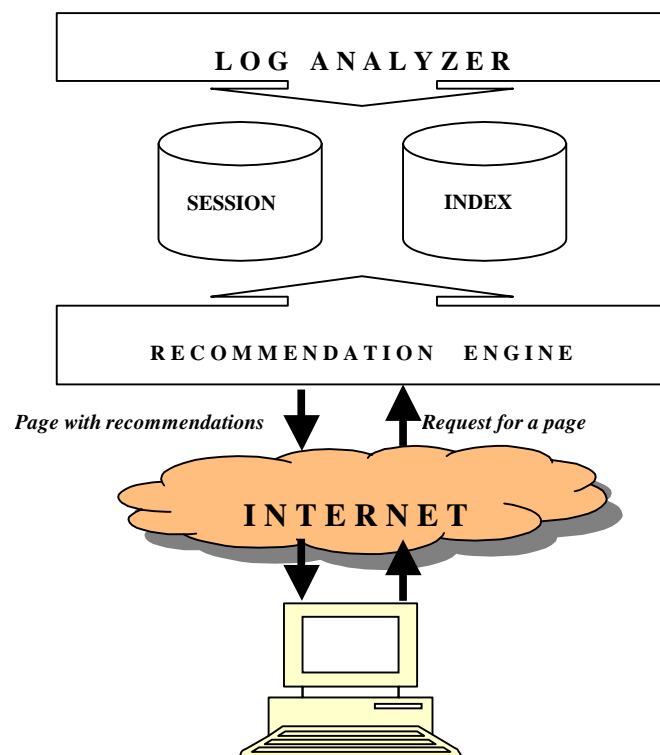 LOG ANALYZER
SESSION
INDEX
RECOMMENDATION ENGINE
Page with recommendations
Request for a page
INTERNET